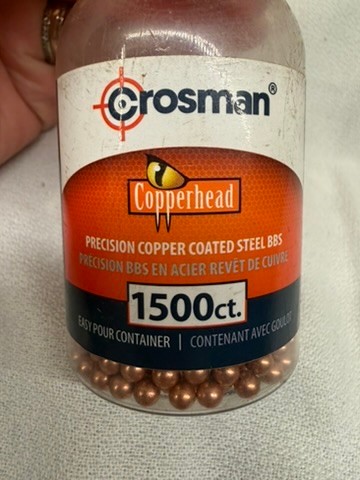 Crosman®
Copperhead
PRECISION COPPER COATED STEEL BBS
PRECISION BBS EN ACIER REVÊT DE CUIVRE
1500ct.
EASY POUR CONTAINER | CONTENANT AVEC